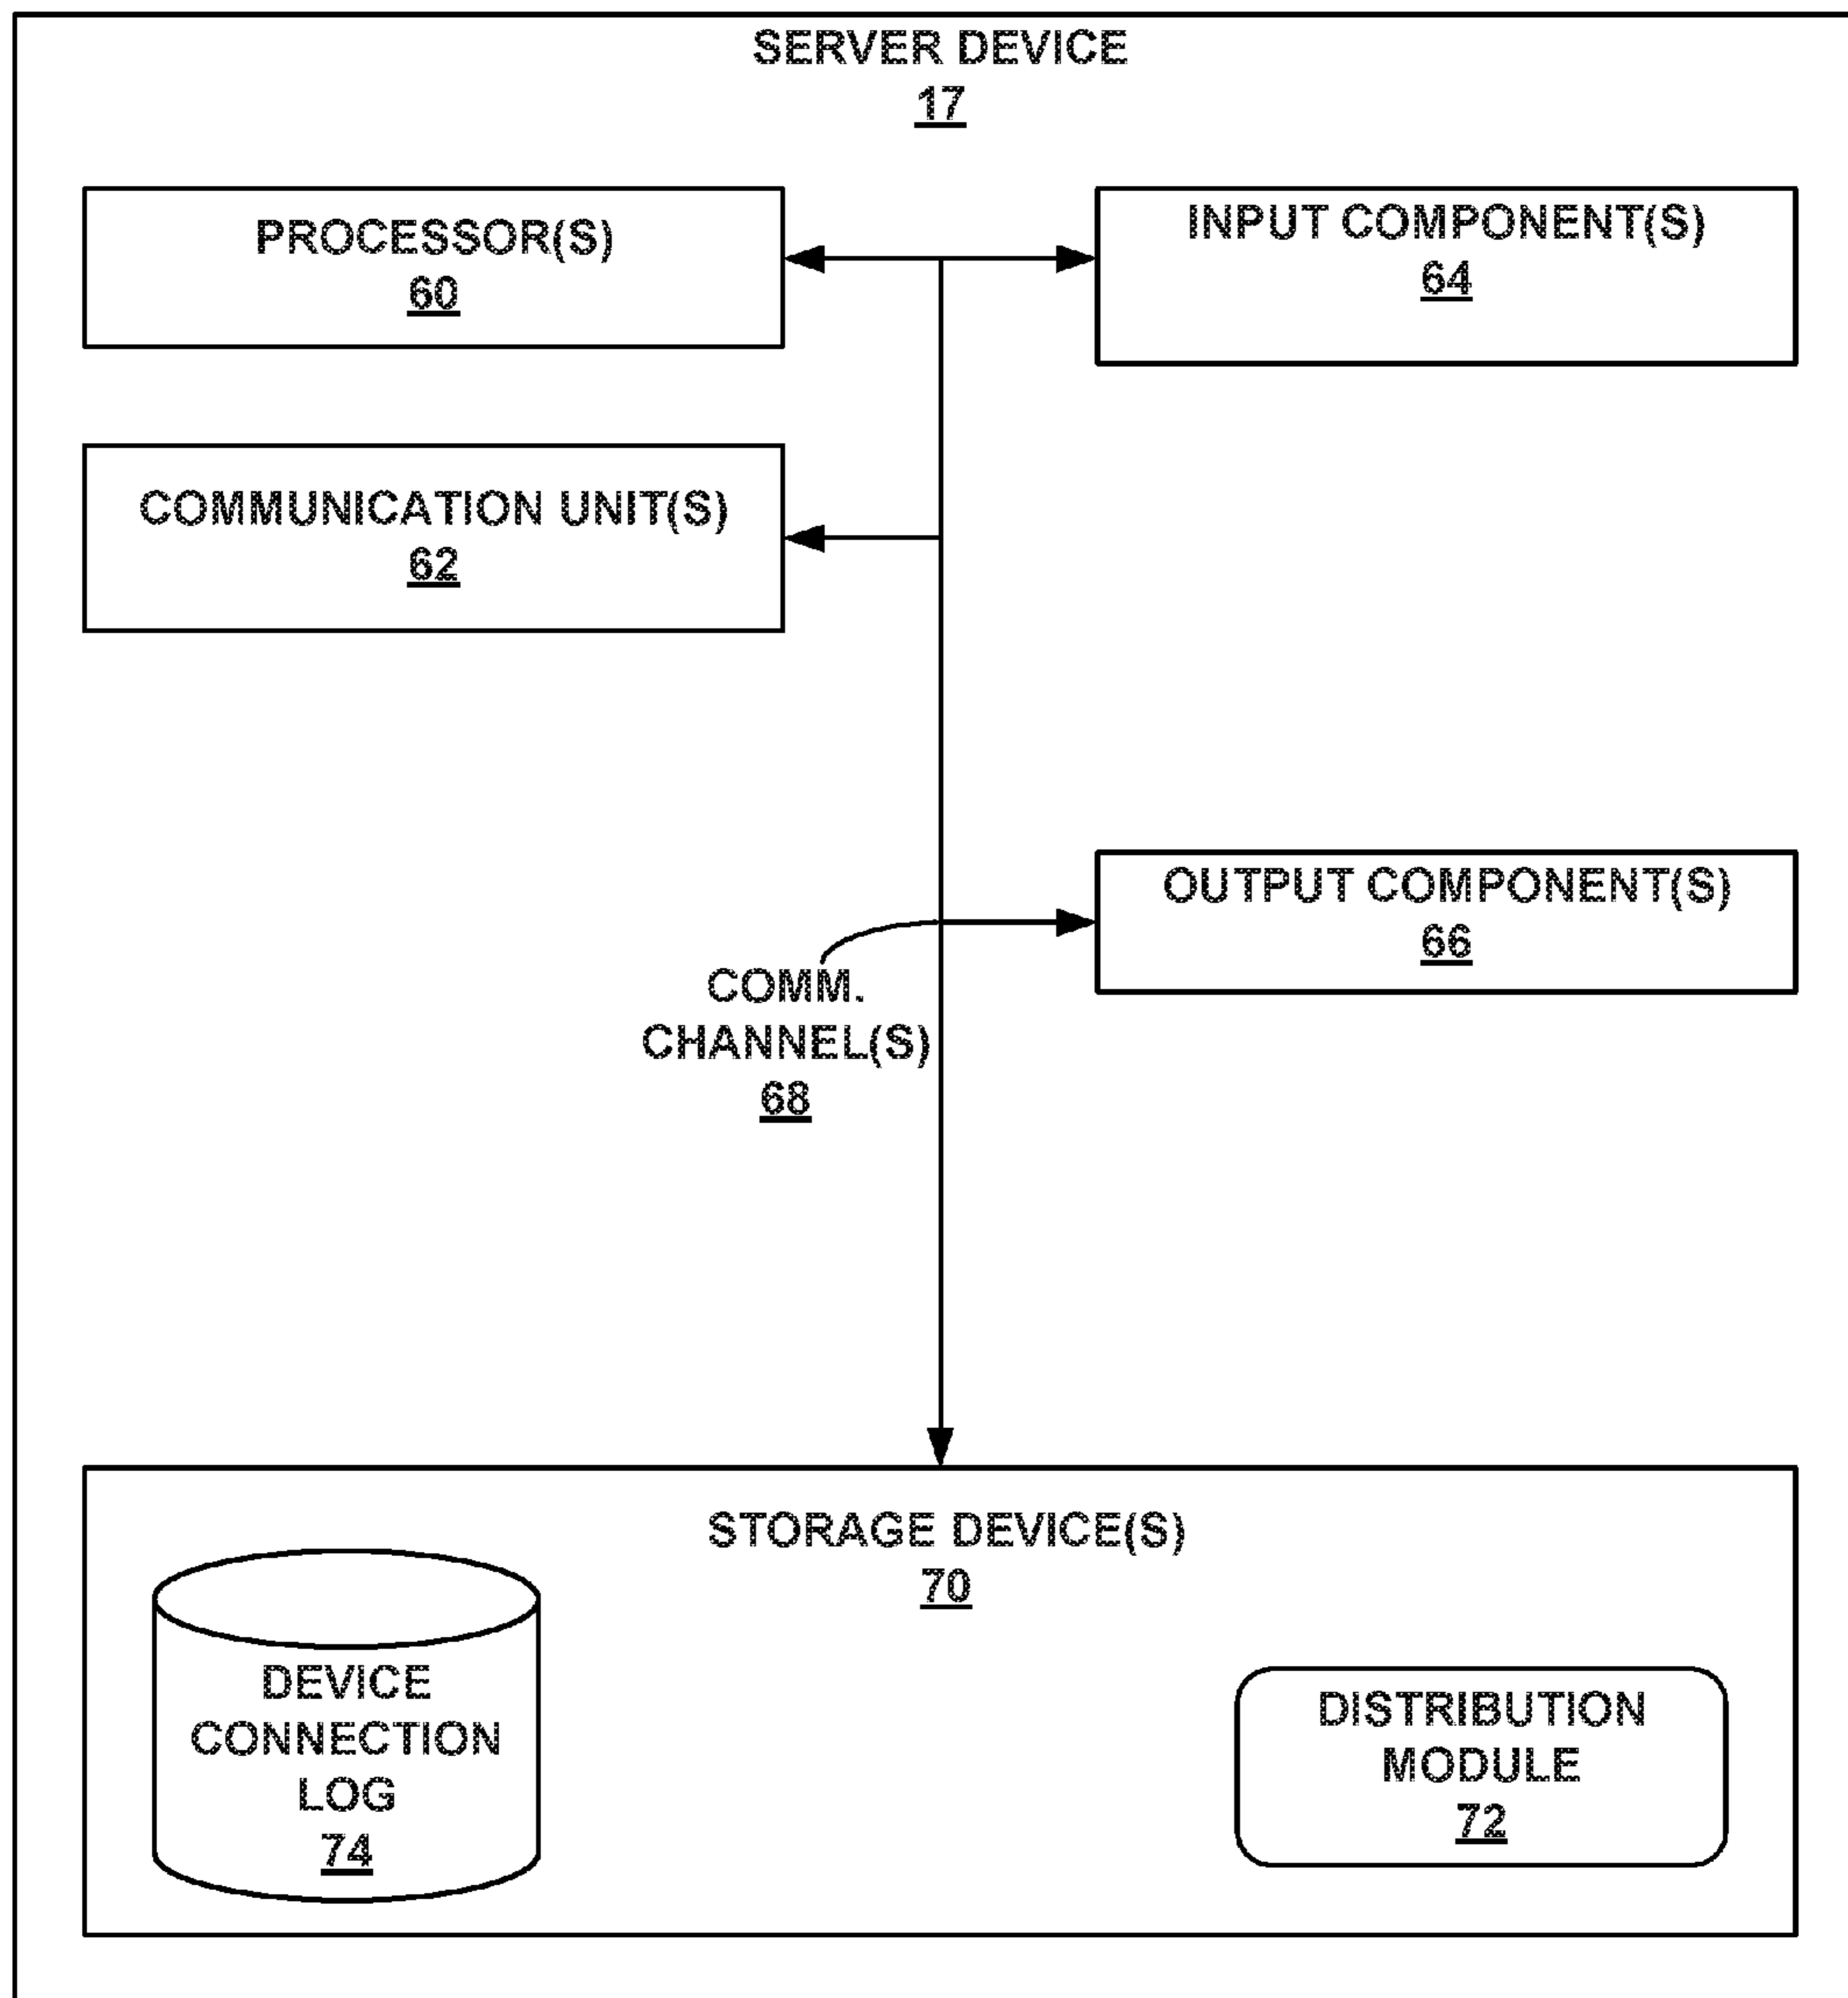 SERVER DEVICE
17
PROCESSOR(S)
60
INPUT COMPONENT(S)
64
COMMUNICATION UNIT(S)
62
OUTPUT COMPONENT(S)
66
COMM.
CHANNEL(S)
68
STORAGE DEVICE(S)
70
DEVICE
CONNECTION
LOG
74
DISTRIBUTION
MODULE
72